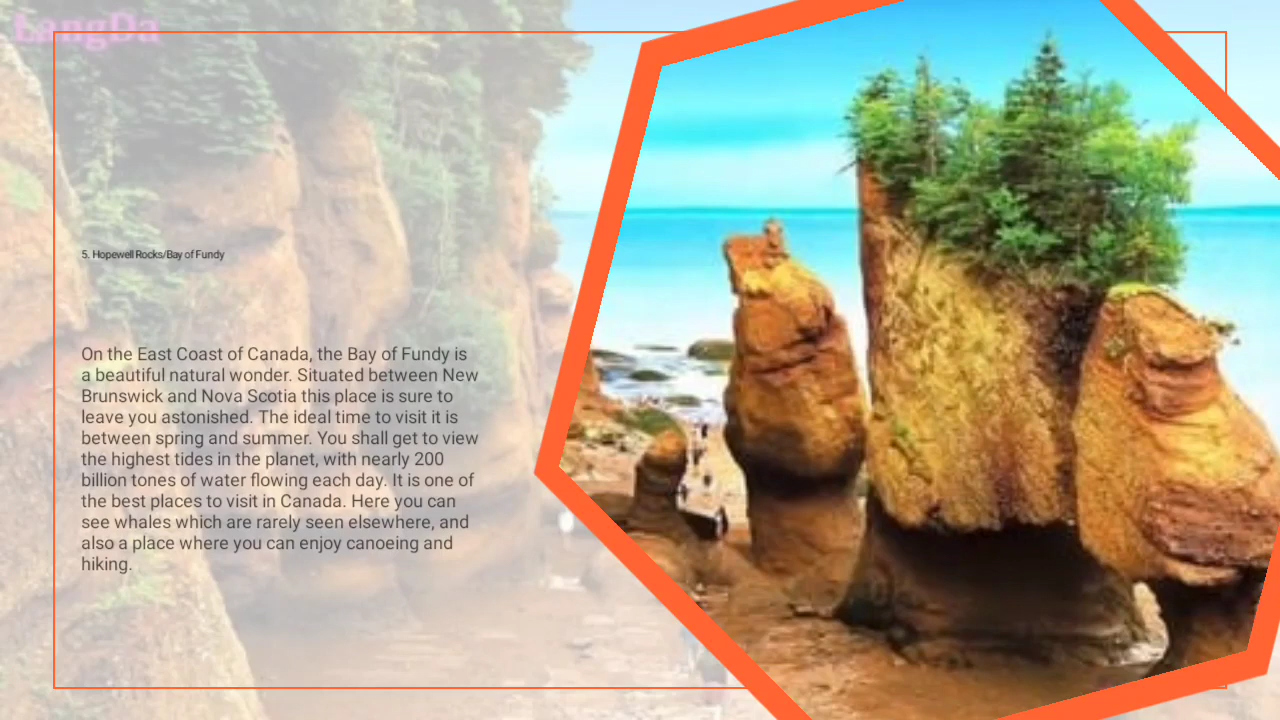 LangDa
5. Hopewell Rocks/Bay of Fundy
On the East Coast of Canada, the Bay of Fundy is
a beautiful natural wonder. Situated between New
Brunswick and Nova Scotia this place is sure to
leave you astonished. The ideal time to visit it is
between spring and summer. You shall get to view
the highest tides in the planet, with nearly 200
billion tones of water flowing each day. It is one of
the best places to visit in Canada. Here you can
see whales which are rarely seen elsewhere, and
also a place where you can enjoy canoeing and
hiking.